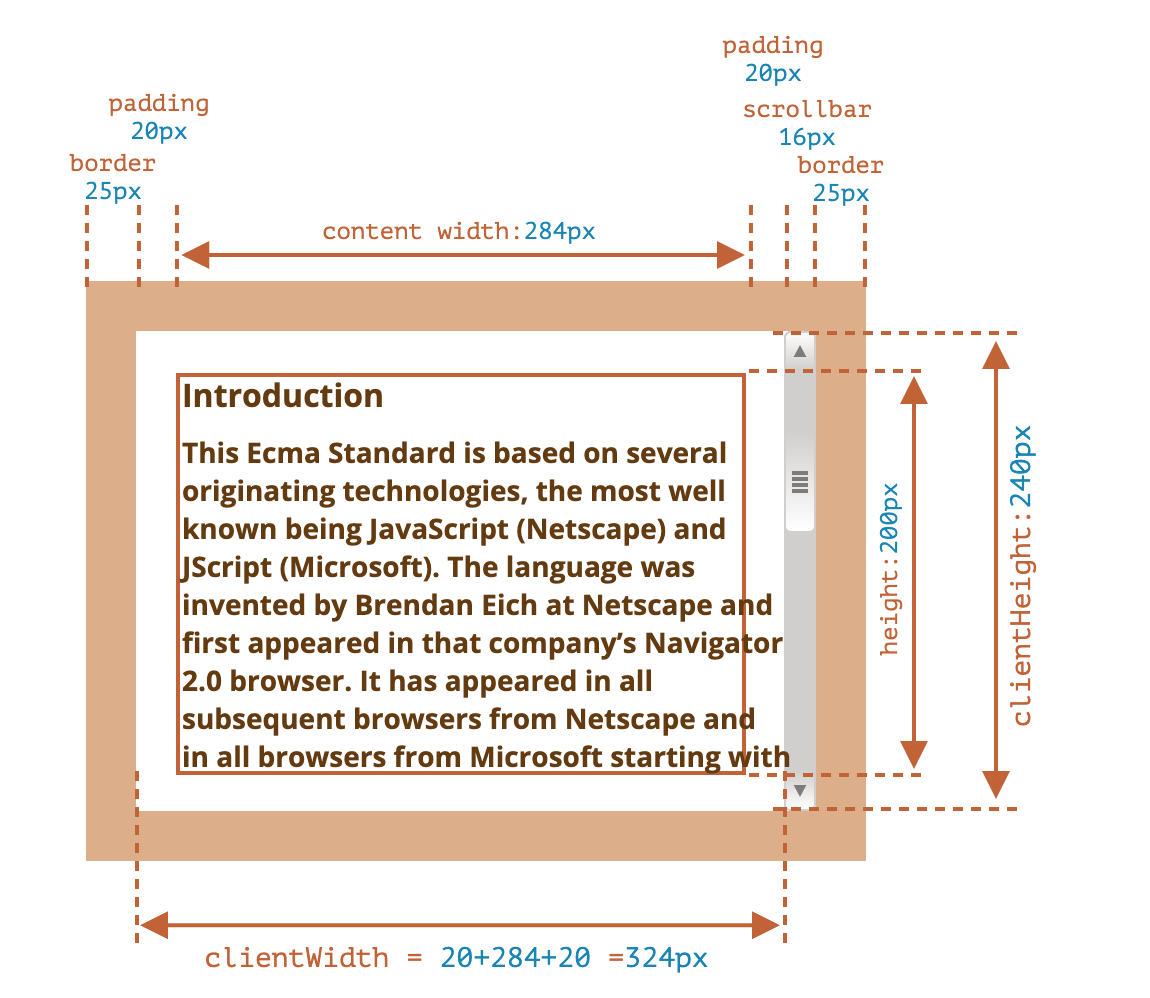 padding
20px
padding
20px
border
25px
scrollbar
16px
border
25px
content width:284px
Introduction
This Ecma Standard is based on several
originating technologies, the most well
known being JavaScript (Netscape) and
JScript (Microsoft). The language was
invented by Brendan Eich at Netscape and
first appeared in that company’s Navigator
2.0 browser. It has appeared in all
subsequent browsers from Netscape and
in all browsers from Microsoft starting with
height:200px
clientHeight:240px
clientWidth = 20+284+20 =324px